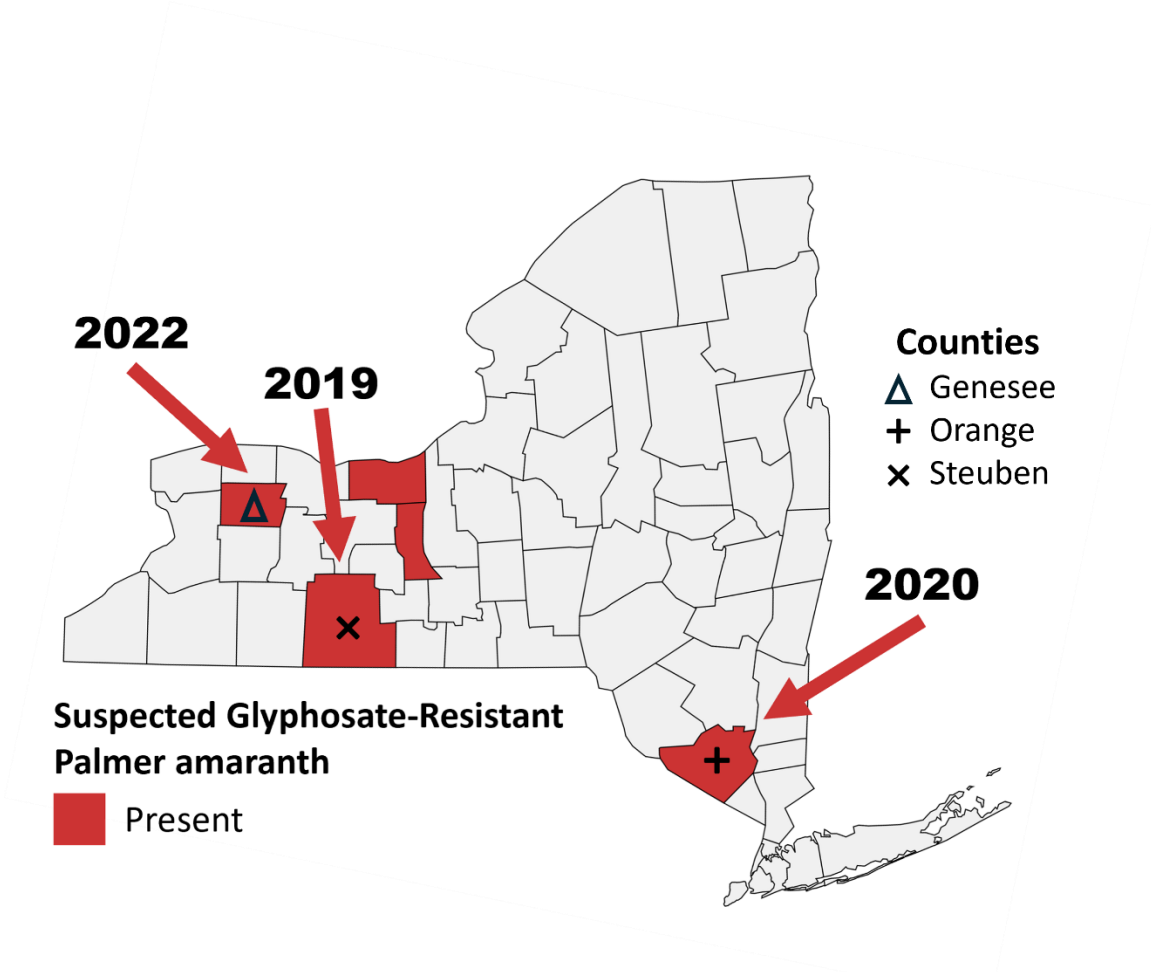 2022
2019
Counties
Genesee
Orange
Steuben
2020
Suspected Glyphosate-Resistant
Palmer amaranth
Present